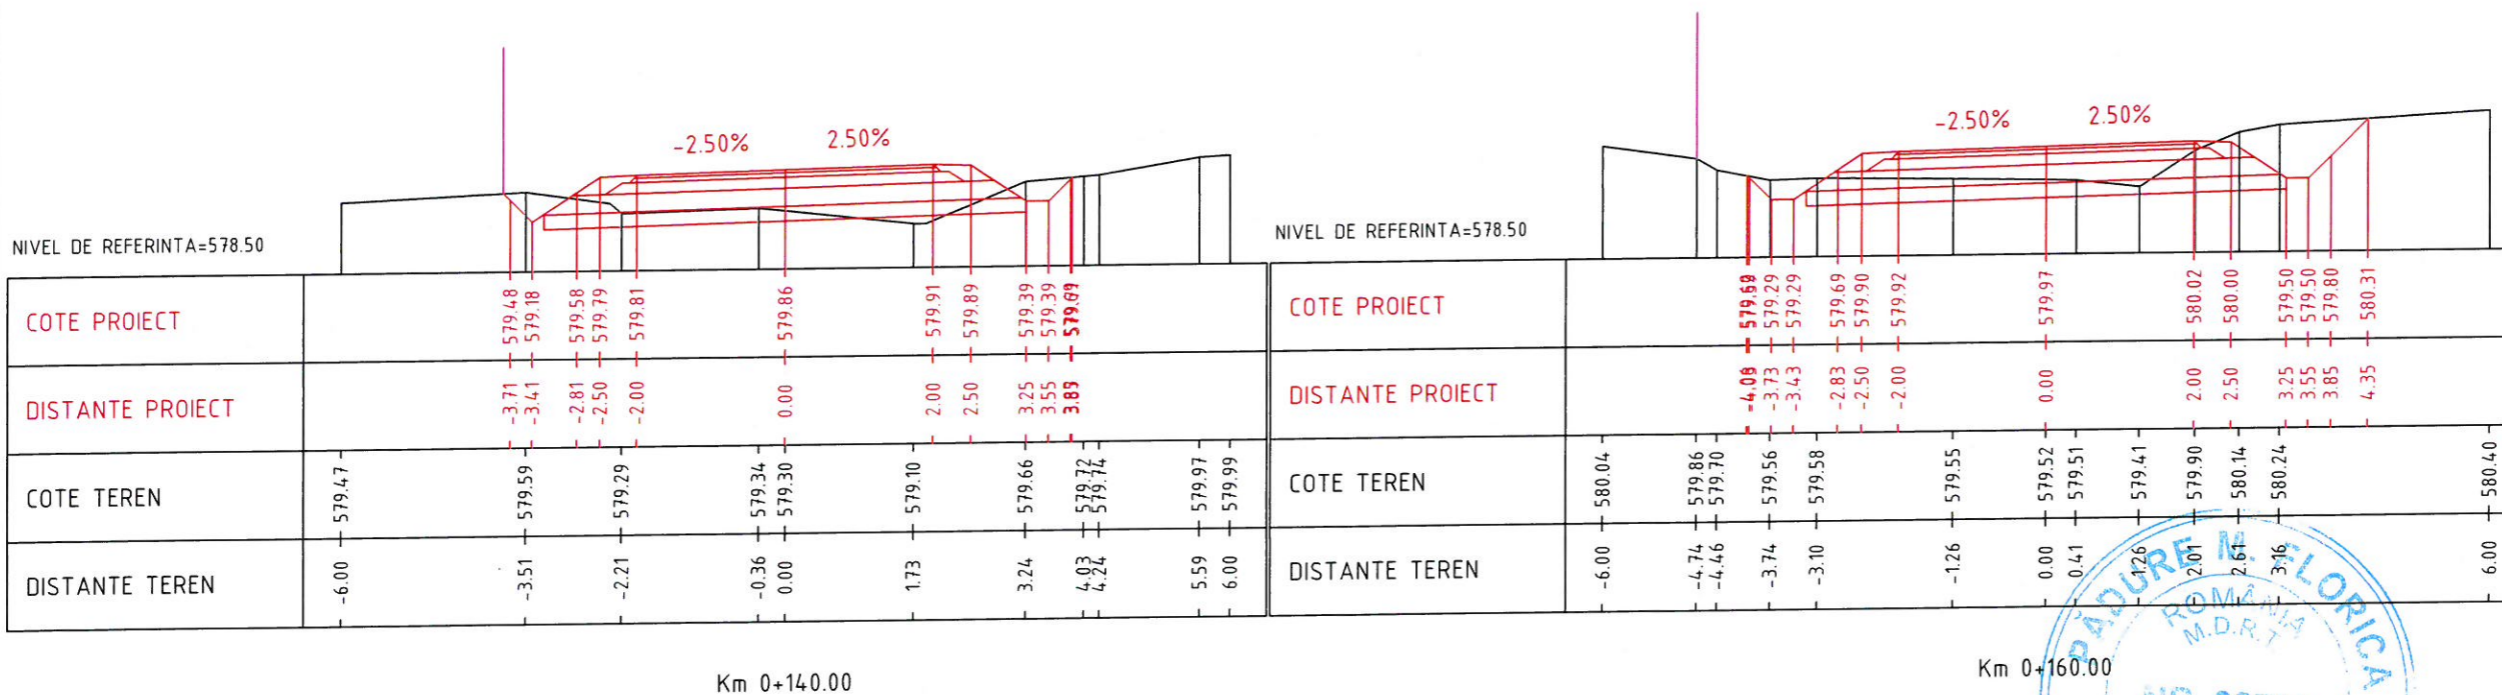 -2.50% 2.50%
NIVEL DE REFERINTA=578.50
COTE PROIECT 579.48 579.18 579.58 579.79 579.81 579.86 579.91 579.89 579.39 579.39
DISTANTE PROIECT -3.71 -3.41 -2.81 -2.50 -2.00 0.00 2.00 2.50 3.25 3.55
COTE TEREN 579.47 579.59 579.29 579.34 579.30 579.10 579.66 579.72 579.74 579.97 579.99
DISTANTE TEREN -6.00 -3.51 -2.21 -0.36 0.00 1.73 3.24 4.03 4.24 5.59 6.00
Km 0+140.00
-2.50% 2.50%
NIVEL DE REFERINTA=578.50
COTE PROIECT 579.29 579.29 579.69 579.90 579.92 579.97 580.02 580.00 579.50 579.50 579.80 580.31
DISTANTE PROIECT -3.73 -3.43 -2.83 -2.50 -2.00 0.00 2.00 2.50 3.25 3.55 3.85 4.35
COTE TEREN 580.04 579.86 579.70 579.56 579.58 579.55 579.52 579.51 579.41 579.90 580.14 580.24 580.40
DISTANTE TEREN -6.00 -4.74 -4.46 -3.74 -3.10 -1.26 0.00 0.41 1.26 2.01 2.61 3.16 6.00
Km 0+160.00
PĂDURE M. FLORICA
ROMÂNIA
M.D.R.T